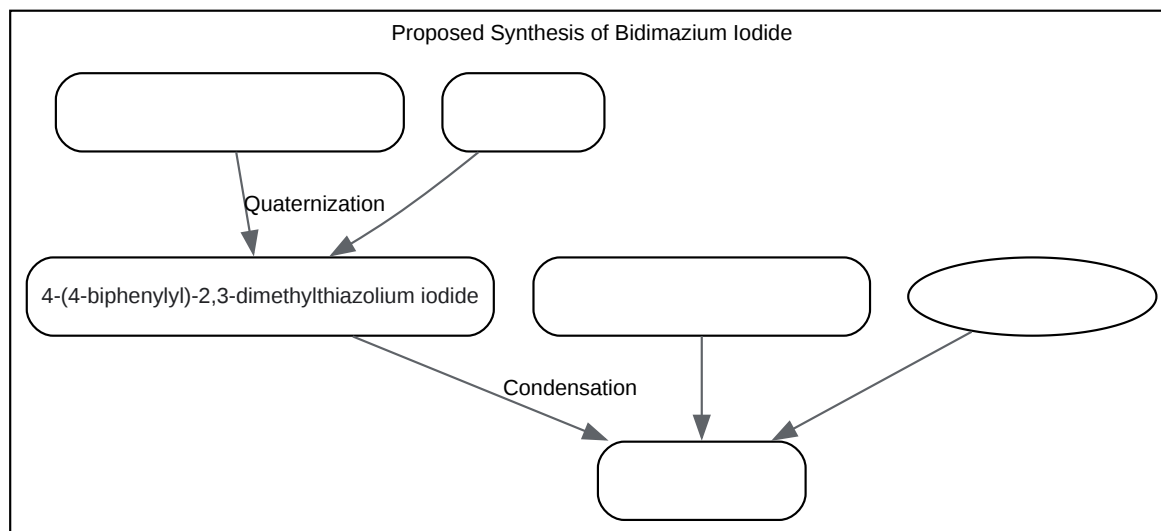 Proposed Synthesis of Bidimazium Iodide
Quaternization
4-(4-biphenylyl)-2,3-dimethylthiazolium iodide
Condensation